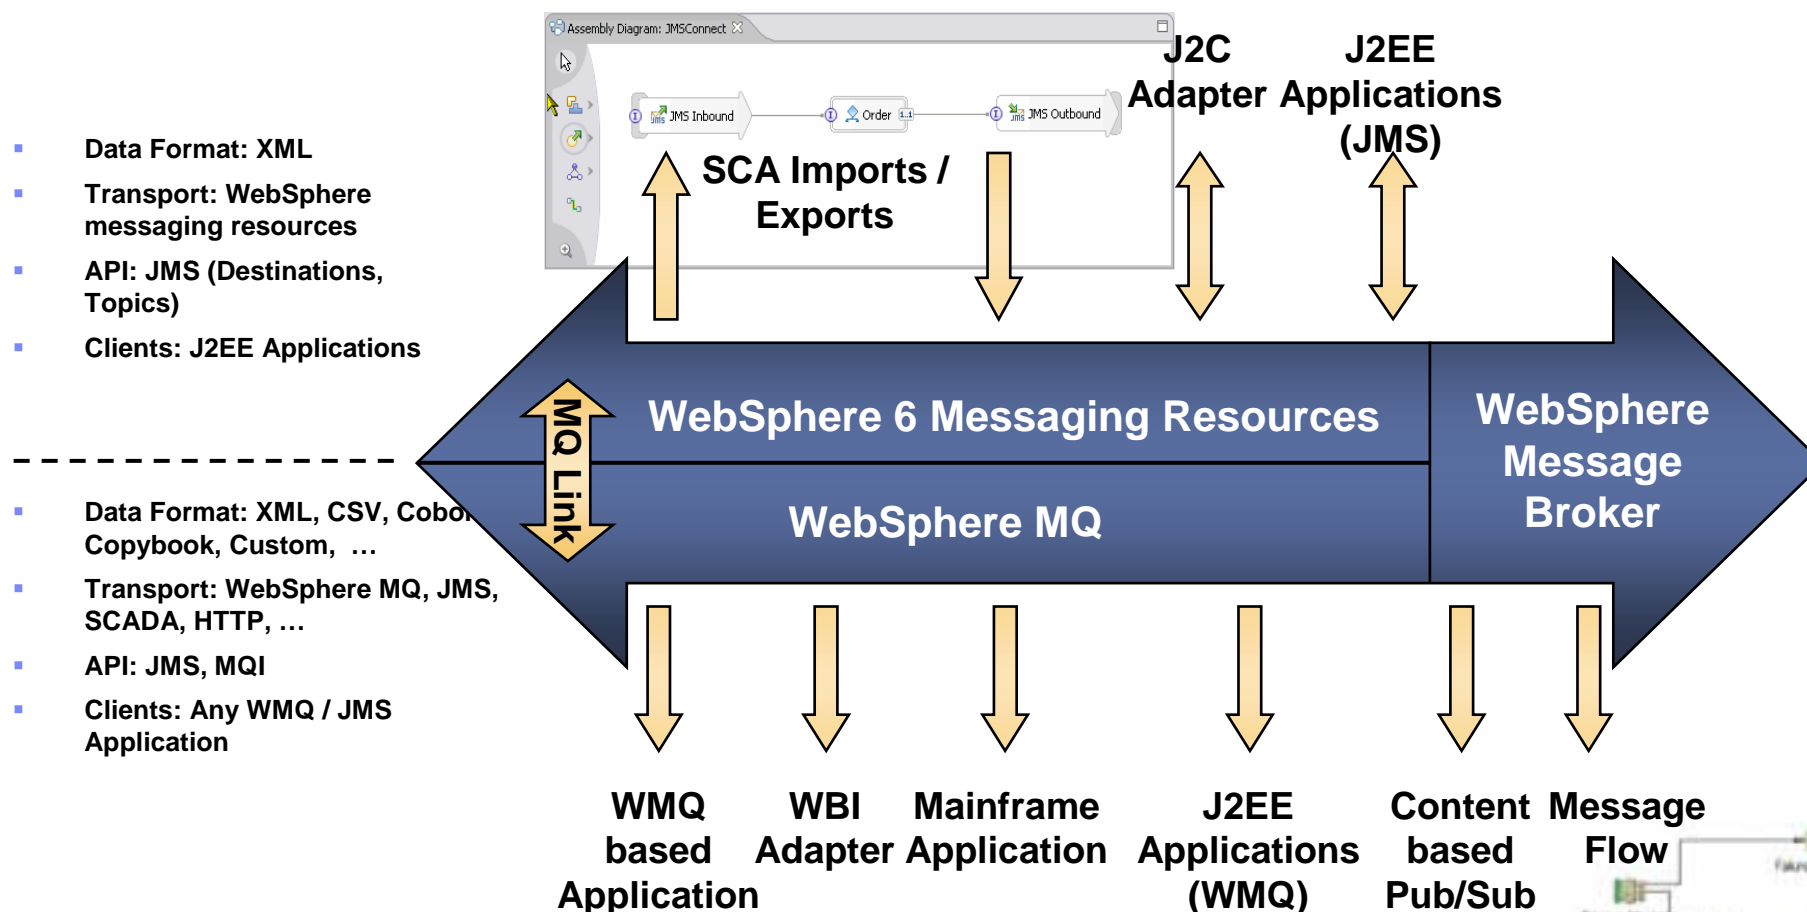 Assembly Diagram: JMSConnect
JMS Inbound
Order
1..1
JMS Outbound
SCA Imports /
Exports
J2C
Adapter
J2EE
Applications
(JMS)
Data Format: XML
Transport: WebSphere
messaging resources
API: JMS (Destinations,
Topics)
Clients: J2EE Applications
MQ Link
WebSphere 6 Messaging Resources
WebSphere MQ
WebSphere
Message
Broker
Data Format: XML, CSV, Cobol
Copybook, Custom, …
Transport: WebSphere MQ, JMS,
SCADA, HTTP, …
API: JMS, MQI
Clients: Any WMQ / JMS
Application
WMQ
based
Application
WBI
Adapter
Mainframe
Application
J2EE
Applications
(WMQ)
Content
based
Pub/Sub
Message
Flow